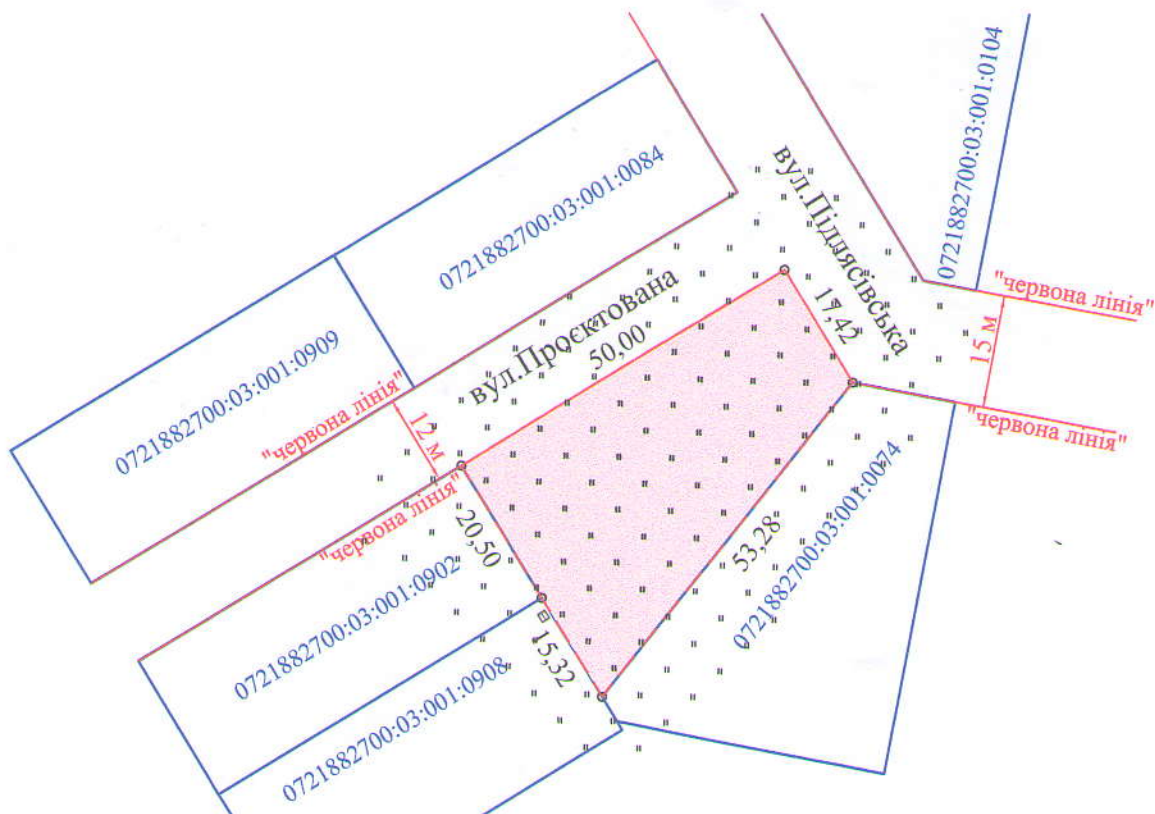 0721882700:03:001:0104
0721882700:03:001:0084
вул.Підлясівська
"червона лінія"
15 м
"червона лінія"
0721882700:03:001:0909
вул.Проєктована
50,00
17,42
"червона лінія"
12 м
"червона лінія"
20,50
53,28
0721882700:03:001:0074
0721882700:03:001:0902
15,32
0721882700:03:001:0908